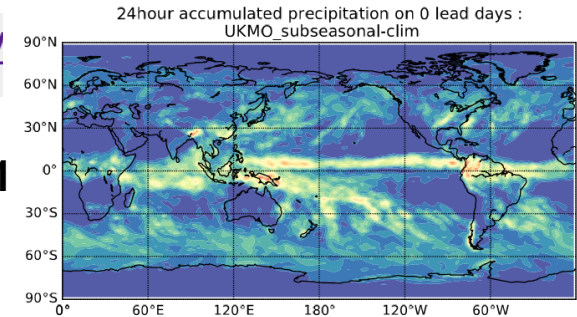 24hour accumulated precipitation on 0 lead days :
UKMO_subseasonal-clim
90°N
60°N
30°N
0°
30°S
60°S
90°S
0° 60°E 120°E 180° 120°W 60°W